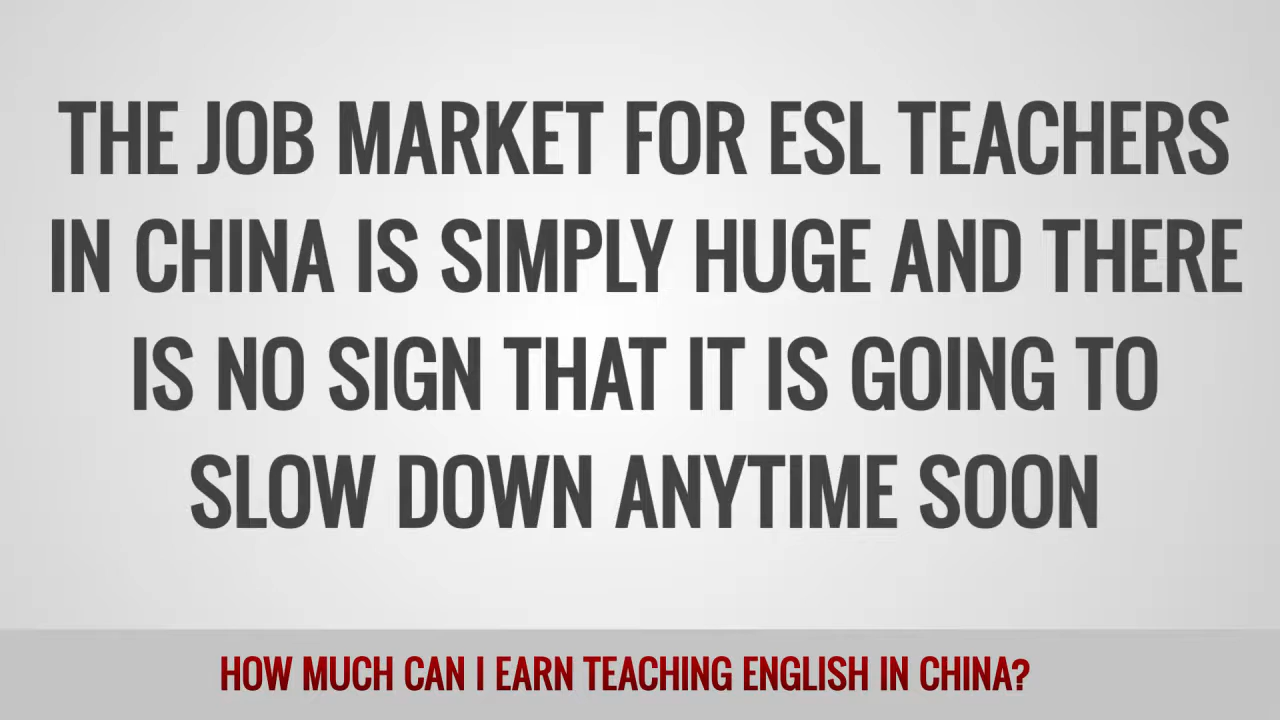 THE JOB MARKET FOR ESL TEACHERS
IN CHINA IS SIMPLY HUGE AND THERE
IS NO SIGN THAT IT IS GOING TO
SLOW DOWN ANYTIME SOON
HOW MUCH CAN I EARN TEACHING ENGLISH IN CHINA?